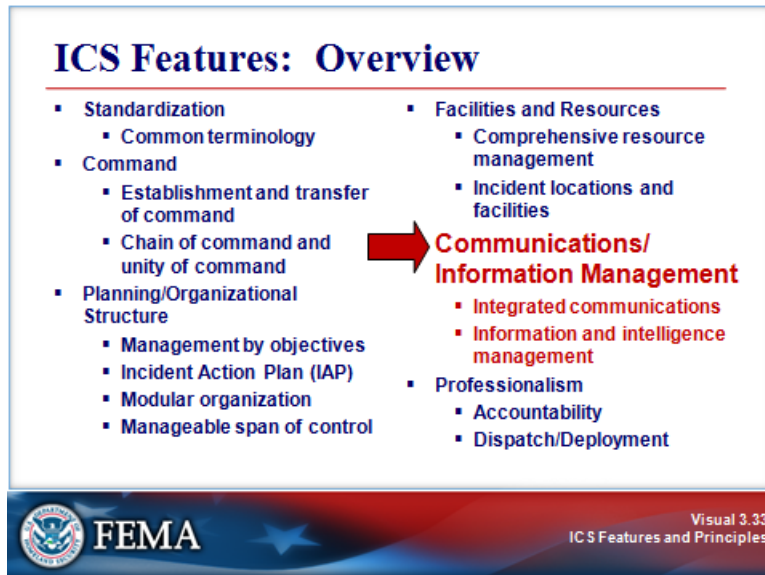 ICS Features: Overview
▪ Standardization
▪ Common terminology
▪ Command
▪ Establishment and transfer
of command
▪ Chain of command and
unity of command
▪ Planning/Organizational
Structure
▪ Management by objectives
▪ Incident Action Plan (IAP)
▪ Modular organization
▪ Manageable span of control
▪ Facilities and Resources
▪ Comprehensive resource
management
▪ Incident locations and
facilities
Communications/
Information Management
▪ Integrated communications
▪ Information and intelligence
management
▪ Professionalism
▪ Accountability
▪ Dispatch/Deployment
FEMA
Visual 3.33
ICS Features and Principles